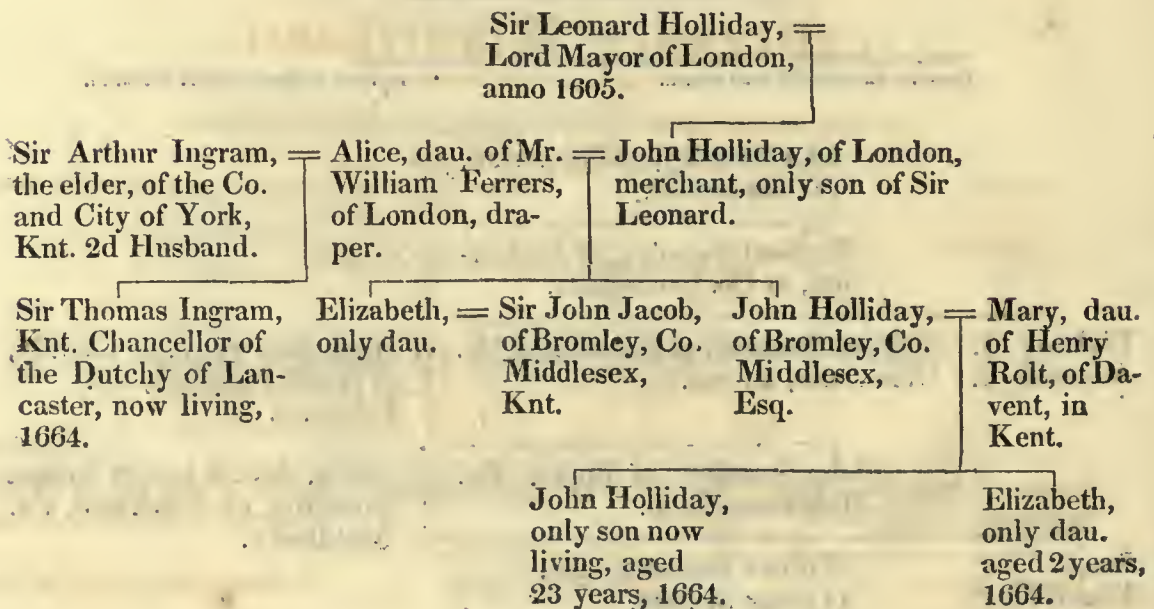 Sir Leonard Holliday, =
Lord Mayor of London,
anno 1605.
Sir Arthur Ingram, =
the elder, of the Co.
and City of York,
Knt. 2d Husband.
Alice, dau. of Mr. =
William Ferrers,
of London, dra-
per.
John Holliday, of London,
merchant, only son of Sir
Leonard.
Sir Thomas Ingram,
Knt. Chancellor of
the Dutchy of Lan-
caster, now living,
1664.
Elizabeth, =
only dau.
Sir John Jacob,
of Bromley, Co.
Middlesex,
Knt.
John Holliday, =
of Bromley, Co.
Middlesex,
Esq.
Mary, dau.
of Henry
Rolt, of Da-
vent, in
Kent.
John Holliday,
only son now
living, aged
23 years, 1664.
Elizabeth,
only dau.
aged 2 years,
1664.